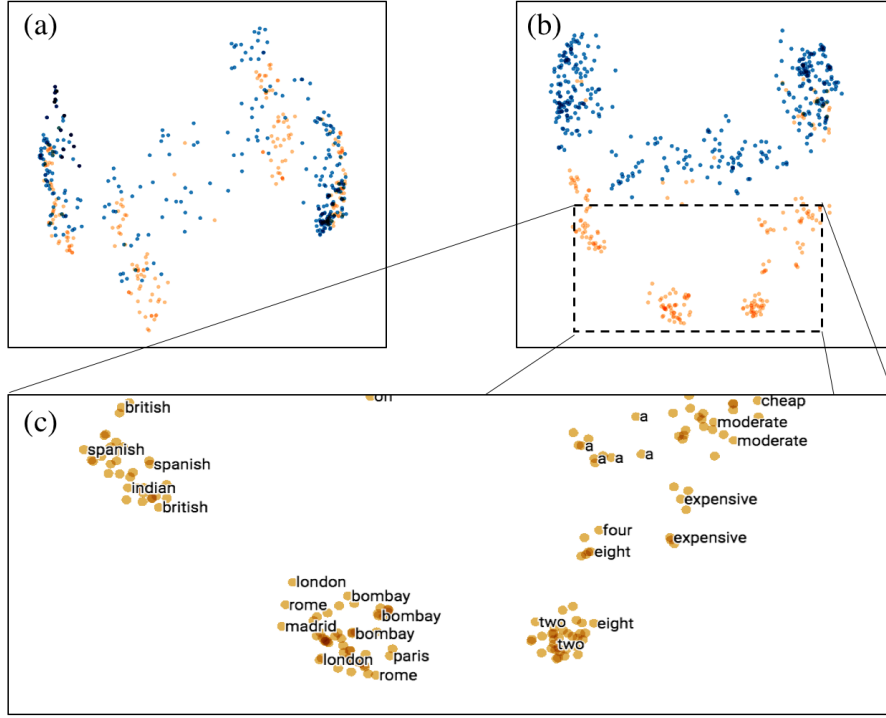 (a)
(b)
(c)
on
british
cheap
a
moderate
spanish
a
moderate
spanish
a a
a
indian
expensive
british
four
expensive
eight
london
bombay
rome
bombay
two
eight
madrid
bombay
two
london
paris
rome